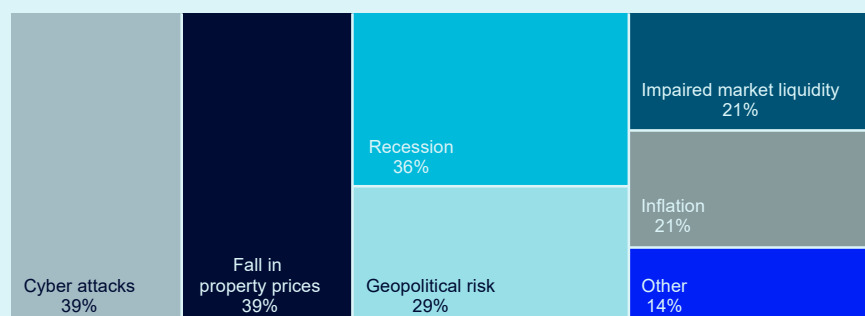 Cyber attacks
39%
Fall in
property prices
39%
Recession
36%
Geopolitical risk
29%
Impaired market liquidity
21%
Inflation
21%
Other
14%